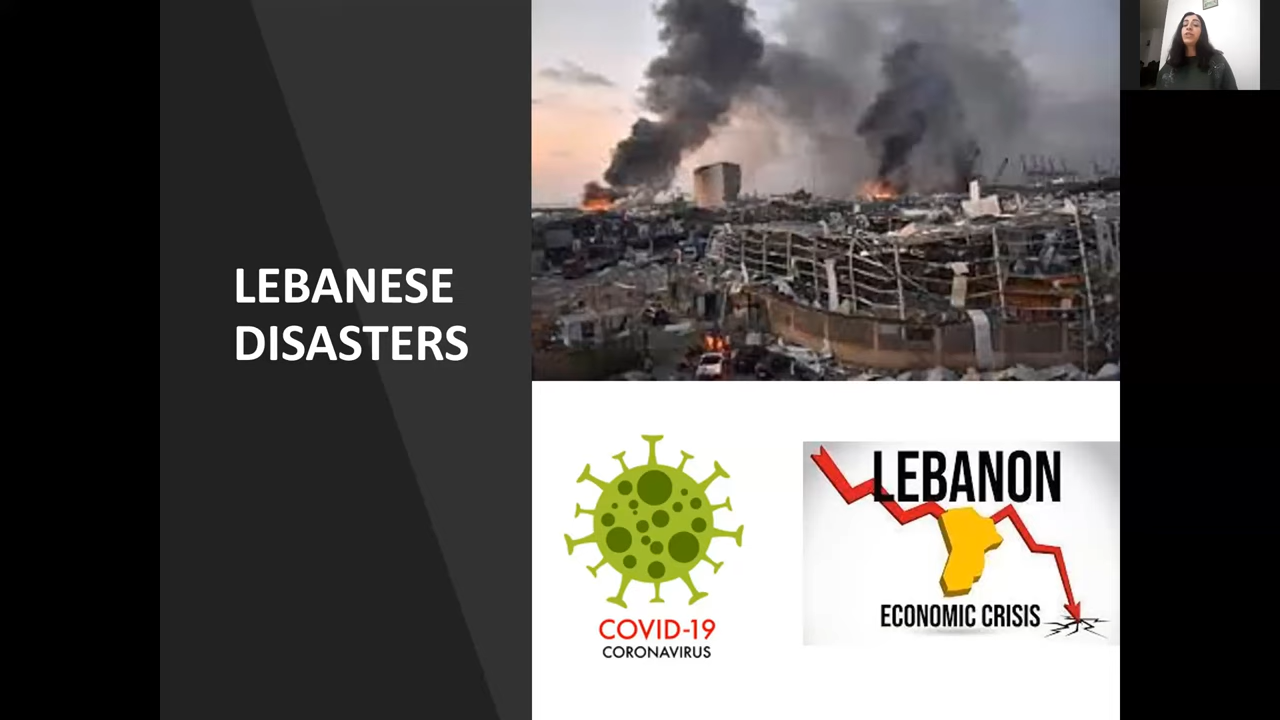 LEBANESE
DISASTERS
COVID-19
CORONAVIRUS
LEBANON
ECONOMIC CRISIS